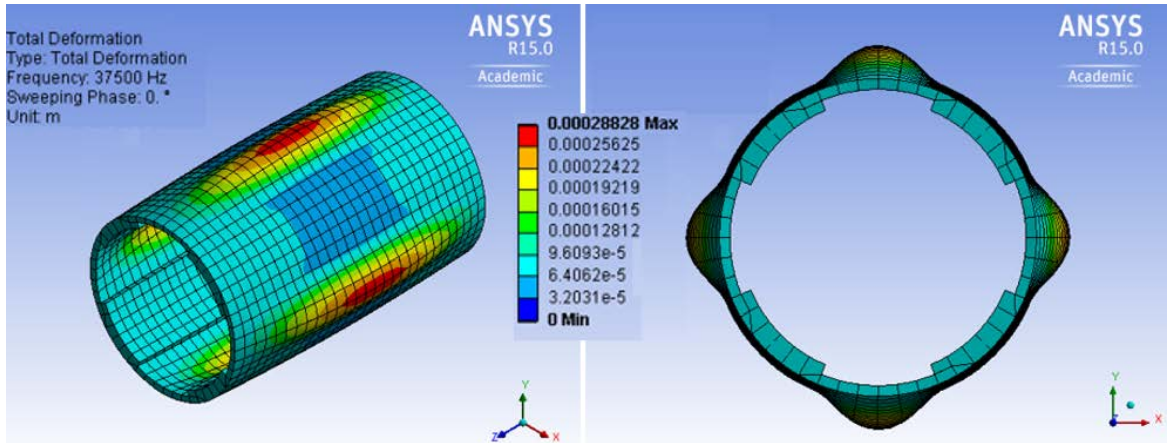 Total Deformation
Type: Total Deformation
Frequency: 37500 Hz
Sweeping Phase: 0. °
Unit: m
ANSYS
R15.0
Academic
0.00028828 Max
0.00025625
0.00022422
0.00019219
0.00016015
0.00012812
9.6093e-5
6.4062e-5
3.2031e-5
0 Min
Y
Z
X
ANSYS
R15.0
Academic
Y
X